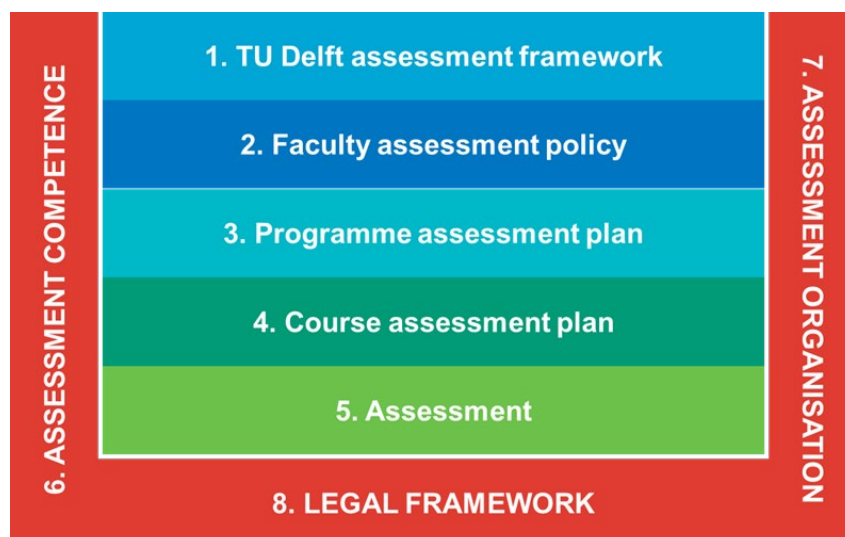 1. TU Delft assessment framework
2. Faculty assessment policy
3. Programme assessment plan
4. Course assessment plan
5. Assessment
6. ASSESSMENT COMPETENCE
7. ASSESSMENT ORGANISATION
8. LEGAL FRAMEWORK